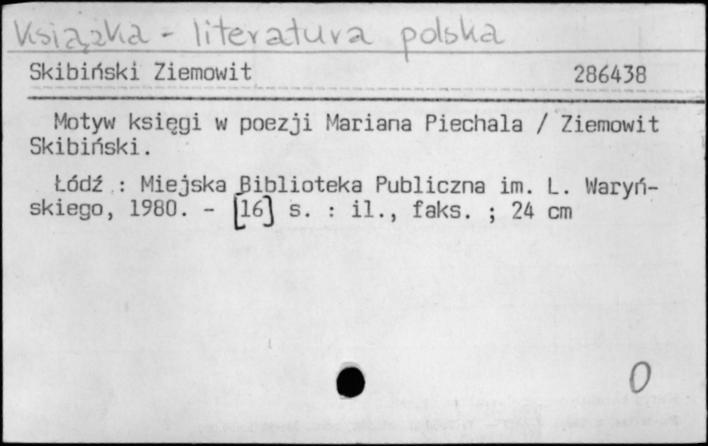 Książka - literatura polska
Skibiński Ziemowit 286438
Motyw księgi w poezji Mariana Piechala / Ziemowit
Skibiński.
Łódź : Miejska Biblioteka Publiczna im. L. Waryń-
skiego, 1980. - [16] s. : il., faks. ; 24 cm
0